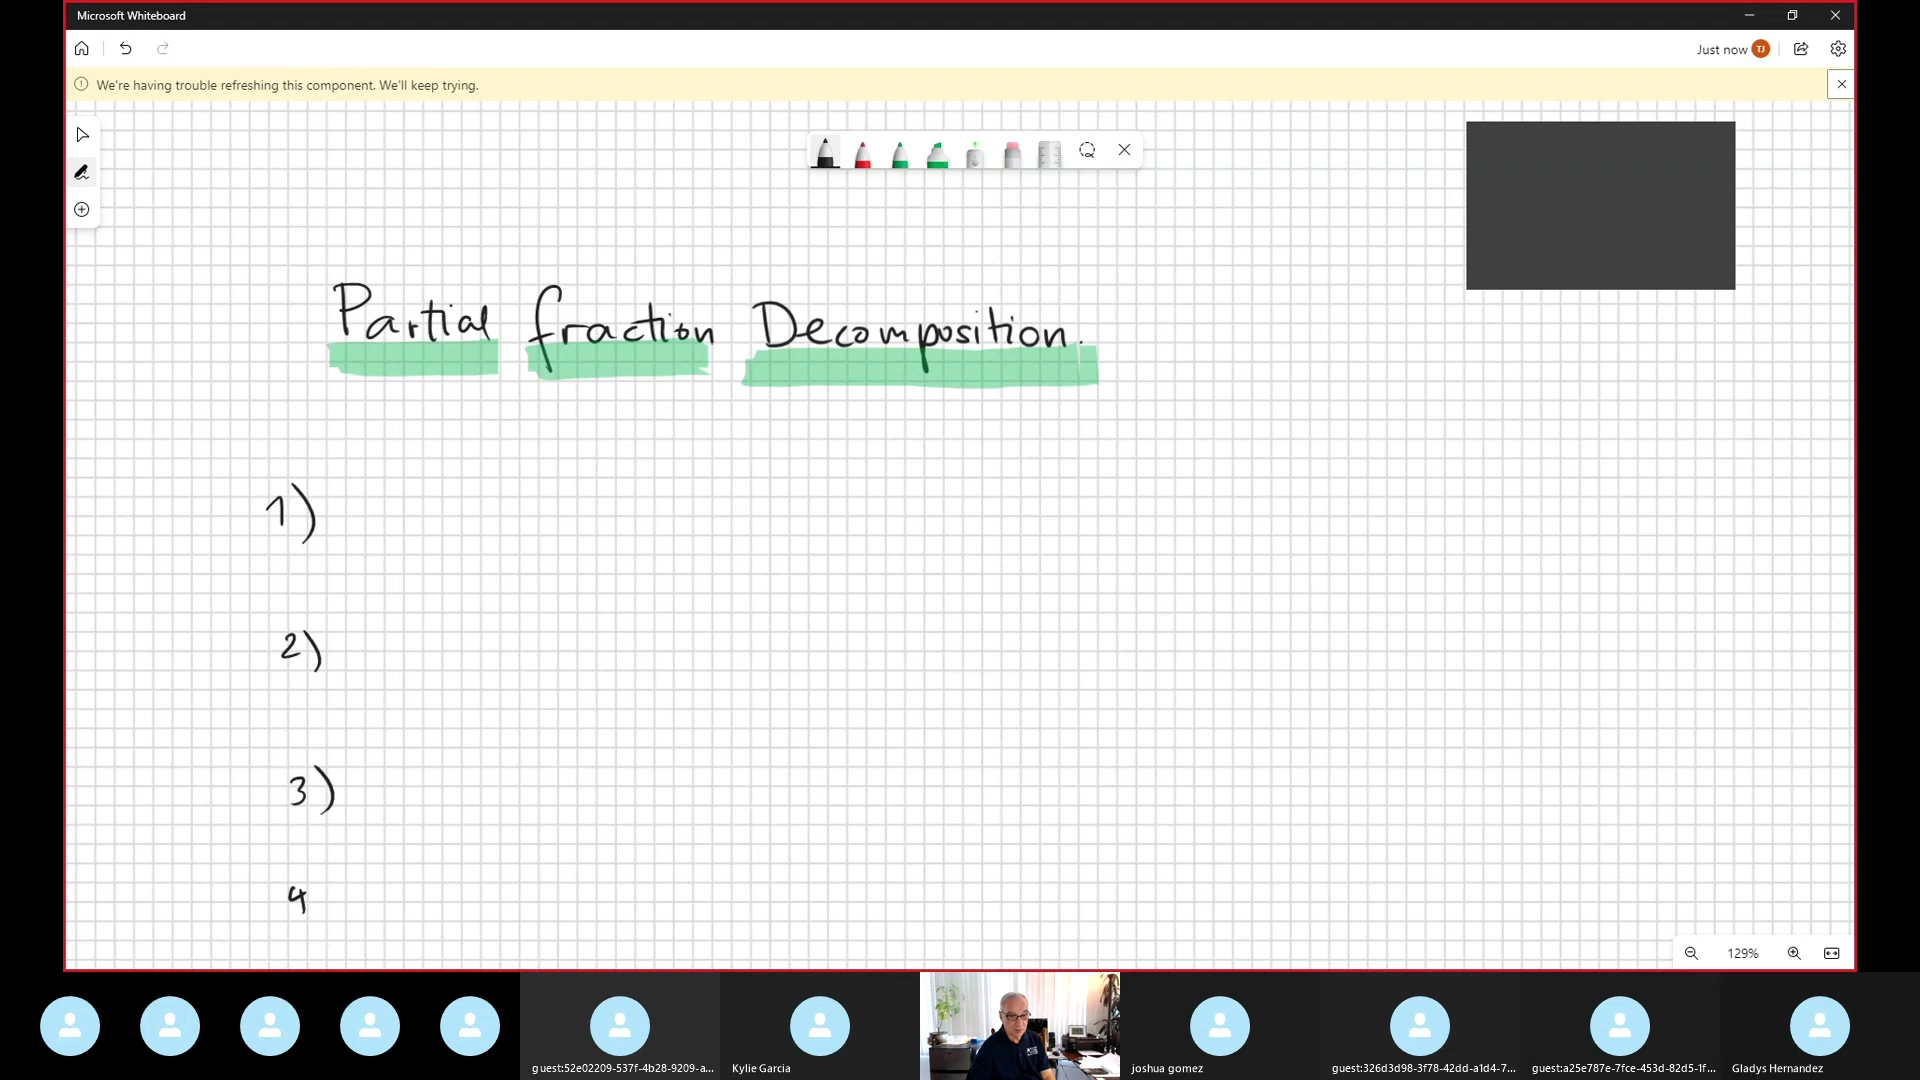 Microsoft Whiteboard
Just now TJ
We're having trouble refreshing this component. We'll keep trying.
Partial fraction Decomposition.
1)
2)
3)
4
129%
guest:52e02209-537f-4b28-9209-a...
Kylie Garcia
joshua gomez
guest:326d3d98-3f78-42dd-a1d4-7...
guest:a25e787e-7fce-453d-82d5-1f...
Gladys Hernandez